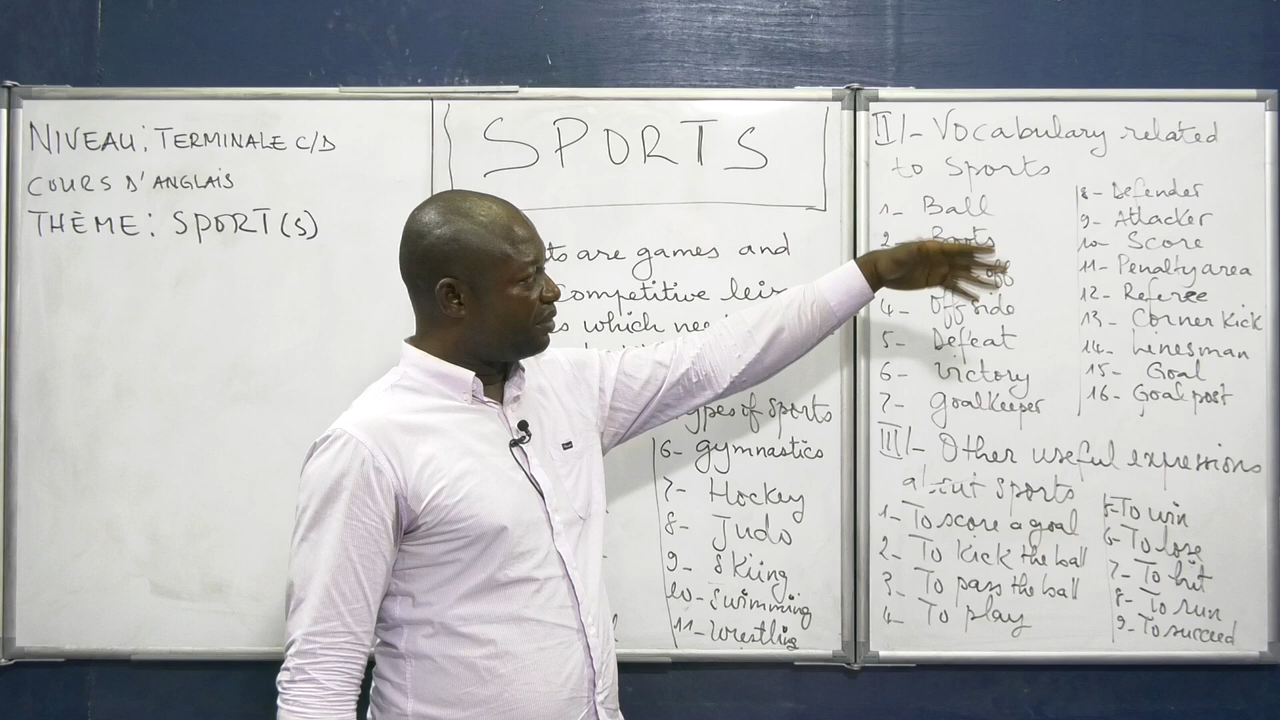 NIVEAU: TERMINALE C/D
COURS D'ANGLAIS
THÈME: SPORT(S)
SPORTS
are games and
competitive
which
types of sports
6- gymnastics
7- Hockey
8- Judo
9- Skiing
10- Swimming
11- Wrestling
II/- Vocabulary related
to Sports
1- Ball
2- Boots
off
4- Offside
5- Defeat
6- Victory
7- Goalkeeper
8- Defender
9- Attacker
10- Score
11- Penalty area
12- Referee
13- Corner Kick
14- Linesman
15- Goal
16- Goal post
III/- Other useful expressions
about sports
1- To score a goal
2- To Kick the ball
3- To pass the ball
4- To play
5- To win
6- To lose
7- To hit
8- To run
9- To succeed